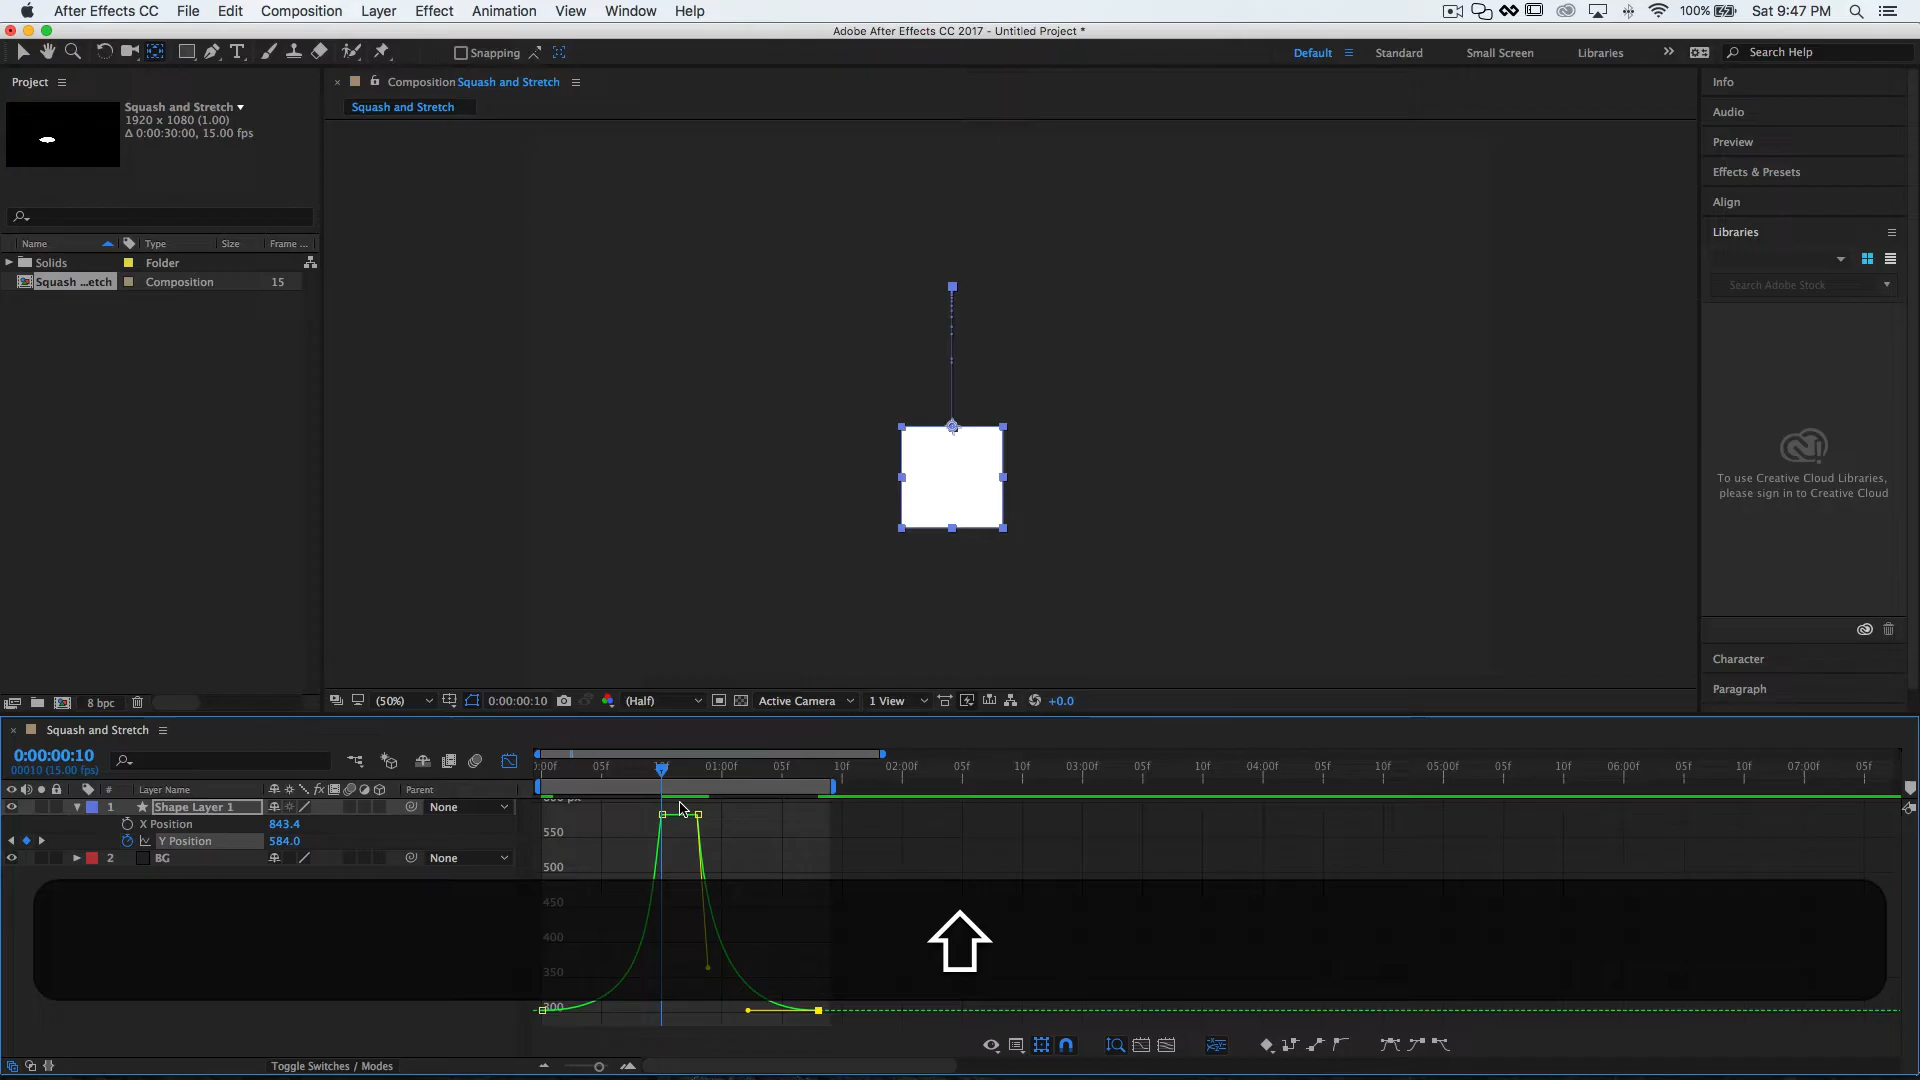 After Effects CC File Edit Composition Layer Effect Animation View Window Help 100% Sat 9:47 PM
Adobe After Effects CC 2017 - Untitled Project *
Snapping Default Standard Small Screen Libraries Search Help
Project
Squash and Stretch
1920 x 1080 (1.00)
Δ 0:00:30:00, 15.00 fps
Name Type Size Frame ...
Solids Folder
Squash ...etch Composition 15
8 bpc
Composition Squash and Stretch
Squash and Stretch
(50%) 0:00:00:10 (Half) Active Camera 1 View +0.0
Info
Audio
Preview
Effects & Presets
Align
Libraries
Search Adobe Stock
To use Creative Cloud Libraries,
please sign in to Creative Cloud
Character
Paragraph
Squash and Stretch
0:00:00:10
00010 (15.00 fps)
# Layer Name Parent
1 Shape Layer 1 None
X Position 843.4
Y Position 584.0
2 BG None
Toggle Switches / Modes
:00f 05f 10f 01:00f 05f 10f 02:00f 05f 10f 03:00f 05f 10f 04:00f 05f 10f 05:00f 05f 10f 06:00f 05f 10f 07:00f 05f
550
500
450
400
350
300